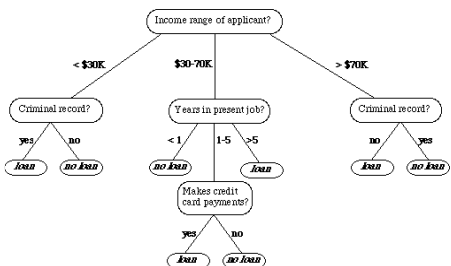 Income range of applicant?
< $30K
$30-70K
> $70K
Criminal record?
Years in present job?
Criminal record?
yes
no
< 1
1-5
>5
no
yes
loan
no loan
no loan
loan
loan
no loan
Makes credit
card payments?
yes
no
loan
no loan